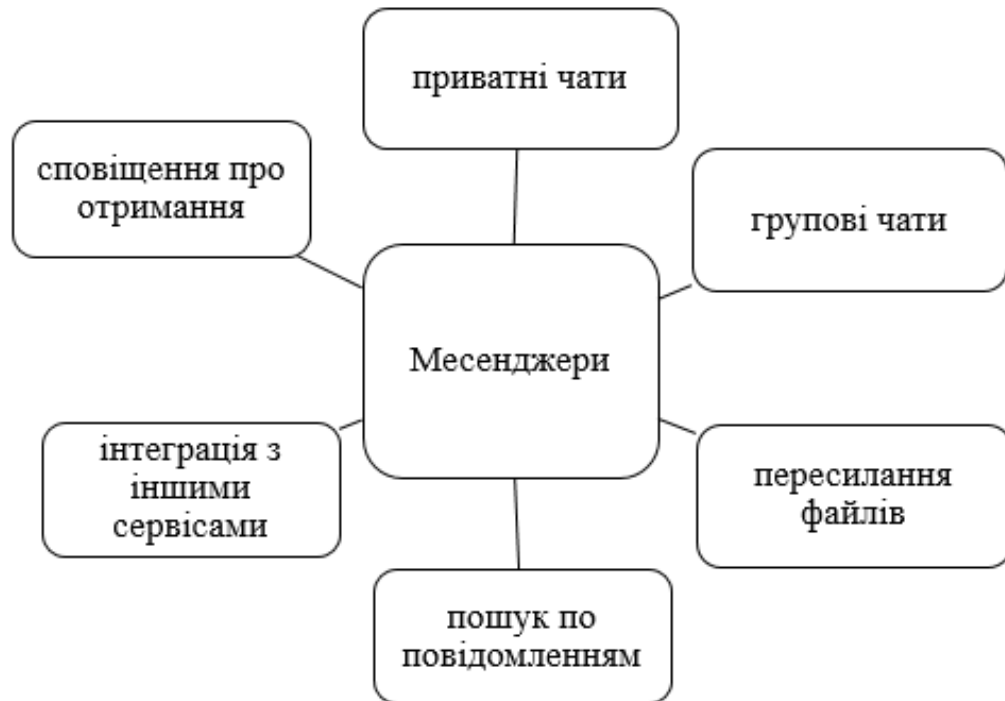 приватні чати
сповіщення про
отримання
групові чати
Месенджери
інтеграція з
іншими
сервісами
пересилання
файлів
пошук по
повідомленням